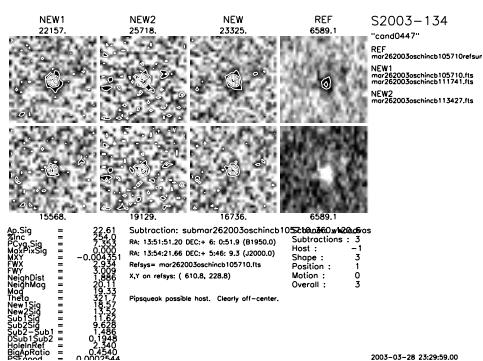 NEW1 NEW2 NEW REF
22157. 25718. 23325. 6589.1
S2003-134
"cand0447"
REF
mar262003oschincb105710refsur
NEW1
mar262003oschincb105710.fts
mar262003oschincb111741.fts
NEW2
mar262003oschincb113427.fts
15568. 19129. 16736. 6589.1
Ap.Sig = 22.61
%Inc = 254.0
PCyg.Sig = 7.353
MaxPixSig = 0.000
MXY = -0.004351
FWX = 2.934
FWY = 3.009
NeighDist = 1.886
NeighMag = 20.11
Mag = 19.33
Theta = 321.7
New1Sig = 18.57
New2Sig = 13.52
Sub1Sig = 11.62
Sub2Sig = 9.628
Sub2-Sub1 = 1.486
DSub1Sub2 = 0.1948
HoleInRef = 2.340
BigApRatio = 0.4540
= 0.0002544
Subtraction: submar262003oschincb105710
RA: 13:51:51.20 DEC:+ 6: 0:51.9 (B1950.0)
RA: 13:54:21.66 DEC:+ 5:46: 9.3 (J2000.0)
Refsys= mar262003oschincb105710.fts
X,Y on refsys: ( 610.8, 228.8)
Pipsqueak possible host. Clearly off-center.
Subtractions : 3
Host : -1
Shape : 3
Position : 1
Motion : 0
Overall : 3
2003-03-28 23:29:59.00